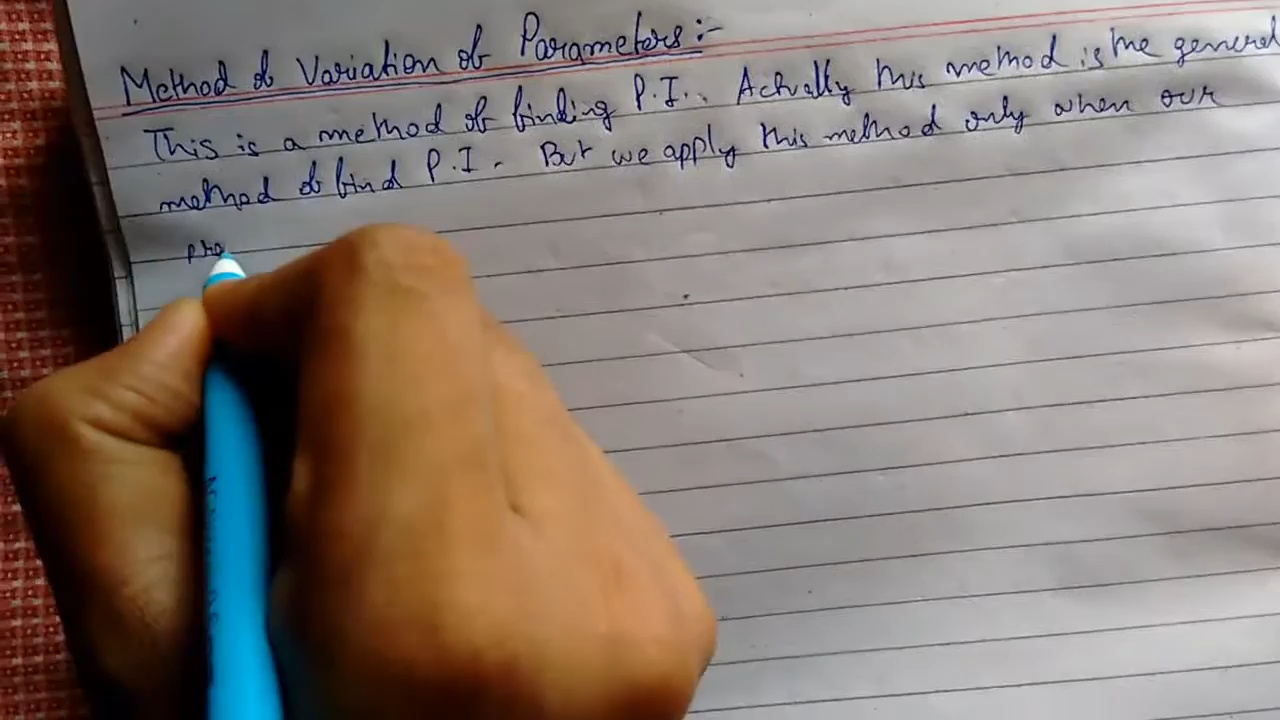 Method of Variation of Parameters :-
This is a method of finding P.I.. Actually this method is the general
method of find P.I. But we apply this method only when our
pro